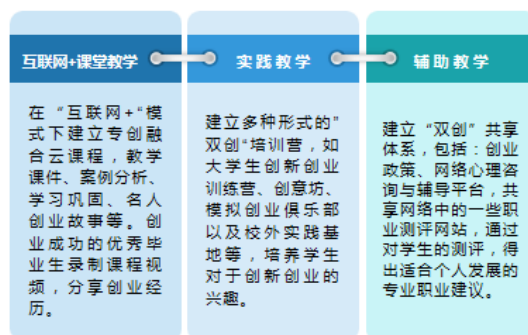 互联网+课堂教学
在“互联网+“模
式下建立专创融
合云课程，教学
课件、案例分析、
学习巩固、名人
创业故事等。创
业成功的优秀毕
业生录制课程视
频，分享创业经
历。
实践教学
建立多种形式的”
双创“培训营，如
大学生创新创业
训练营、创意坊、
模拟创业俱乐部
以及校外实践基
地等，培养学生
对于创新创业的
兴趣。
辅助教学
建立“双创”共享
体系，包括：创业
政策、网络心理咨
询与辅导平台，共
享网络中的一些职
业测评网站，通过
对学生的测评，得
出适合个人发展的
专业职业建议。